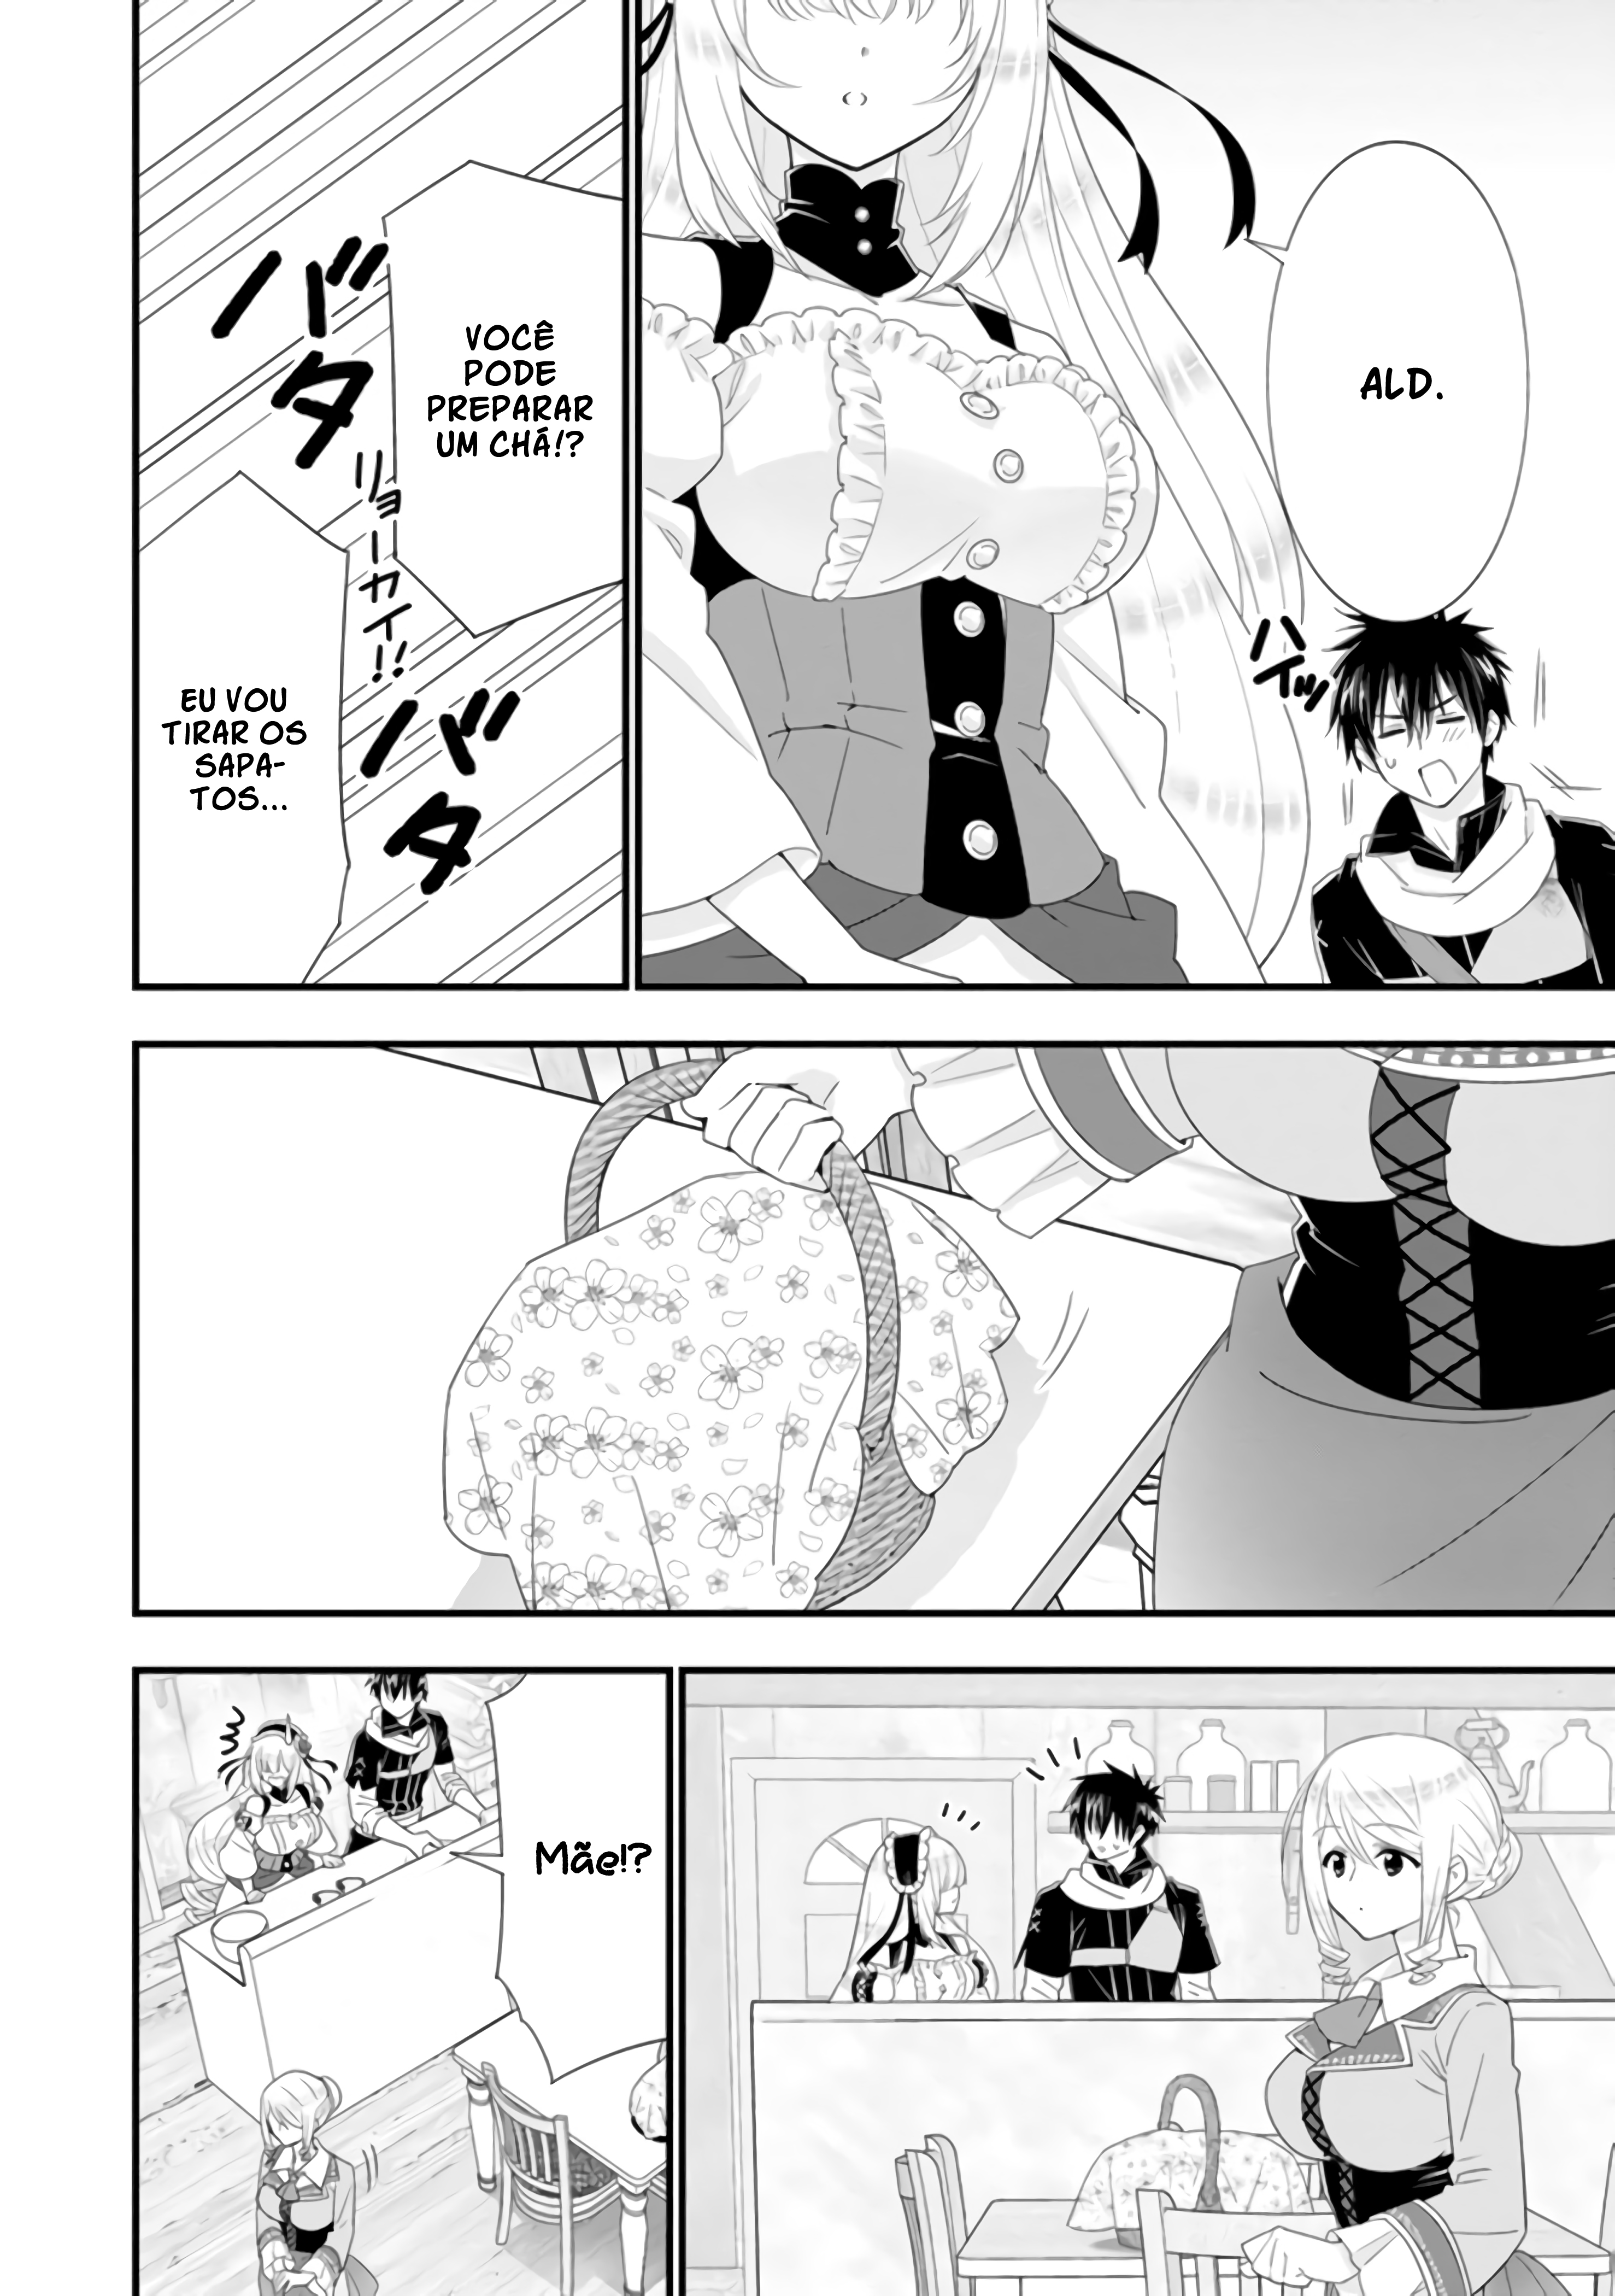 ALD.
ハイッ
VOCÊ
PODE
PREPARAR
UM CHÁ!?
バタ
リョーカイ!!
バタ
EU VOU
TIRAR OS
SAPA-
TOS...
Mãe!?